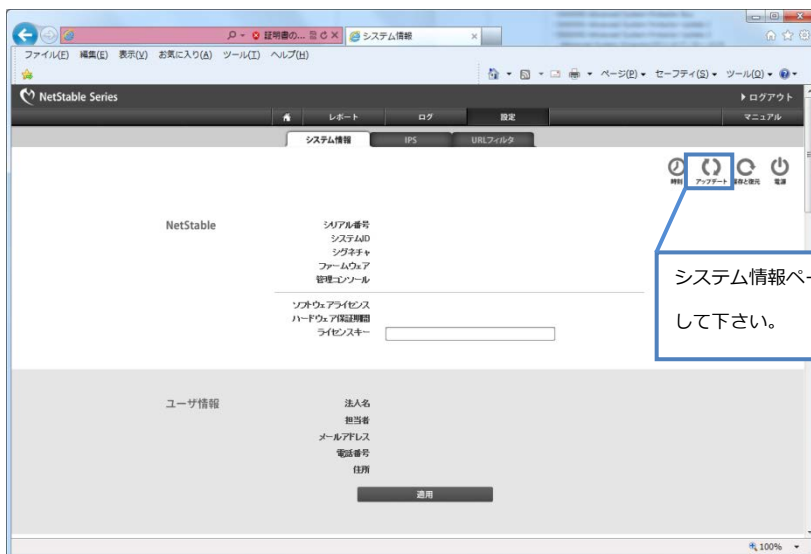 証明書の...
システム情報
ファイル(F) 編集(E) 表示(V) お気に入り(A) ツール(T) ヘルプ(H)
ページ(P) セーフティ(S) ツール(O)
NetStable Series
ログアウト
レポート ログ 設定 マニュアル
システム情報 IPS URLフィルタ
時刻 アップデート 保存と復元 電源
NetStable
シリアル番号
システムID
シグネチャ
ファームウェア
管理コンソール
ソフトウェアライセンス
ハードウェア保証期間
ライセンスキー
システム情報ペー
して下さい。
ユーザ情報
法人名
担当者
メールアドレス
電話番号
住所
適用
100%